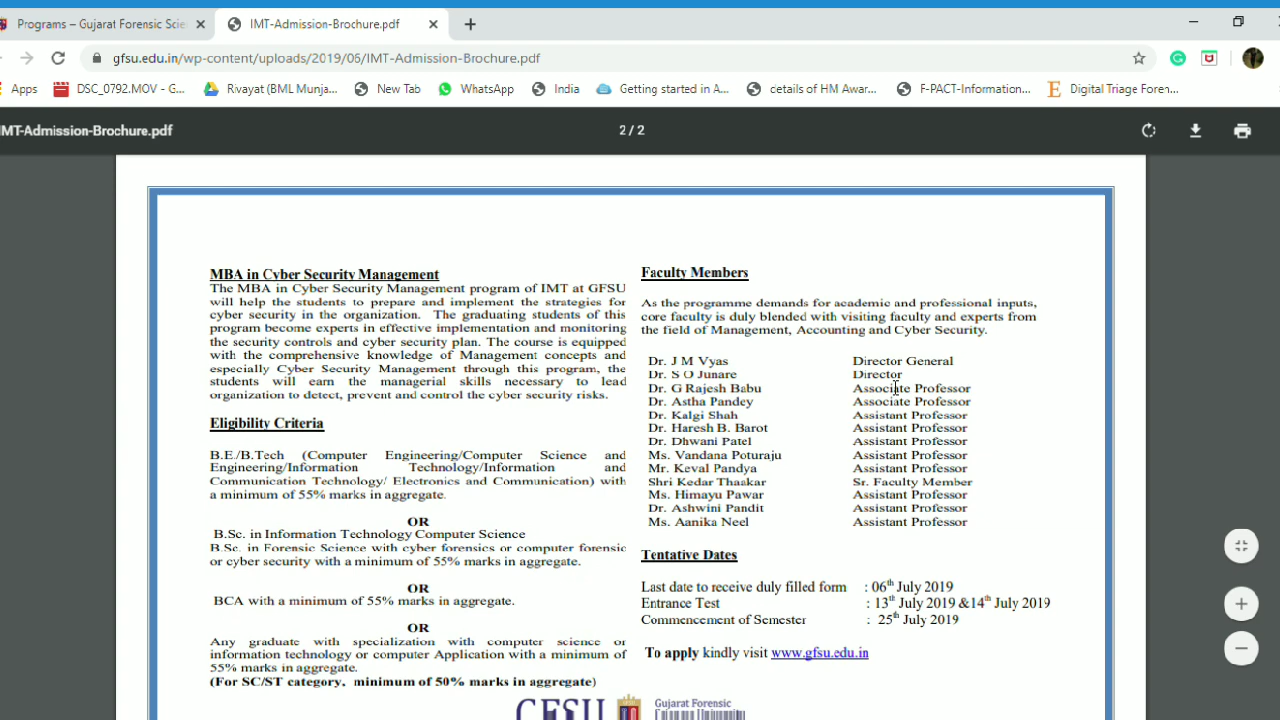 Programs – Gujarat Forensic Scie
IMT-Admission-Brochure.pdf
gfsu.edu.in/wp-content/uploads/2019/06/IMT-Admission-Brochure.pdf
Apps
DSC_0792.MOV - G...
Rivayat (BML Munja...
New Tab
WhatsApp
India
Getting started in A...
cetails of HM Awar...
F-PACT-Information...
Digital Triage Foren...
IMT-Admission-Brochure.pdf
2 / 2
MBA in Cyber Security Management
The MBA in Cyber Security Management program of IMT at GFSU
will help the students to prepare and implement the strategies for
cyber security in the organization. The graduating students of this
program become experts in effective implementation and monitoring
the security controls and cyber security plan. The course is equipped
with the comprehensive knowledge of Management concepts and
especially Cyber Security Management through this program, the
students will earn the managerial skills necessary to lead
organization to detect, prevent and control the cyber security risks.
Eligibility Criteria
B.E./B.Tech (Computer Engineering/Computer Science and
Engineering/Information Technology/Information and
Communication Technology/ Electronics and Communication) with
a minimum of 55% marks in aggregate.
OR
B.Sc. in Information Technology Computer Science
B.Sc. in Forensic Science with cyber forensics or computer forensic
or cyber security with a minimum of 55% marks in aggregate.
OR
BCA with a minimum of 55% marks in aggregate.
OR
Any graduate with specialization with computer science or
information technology or computer Application with a minimum of
55% marks in aggregate.
(For SC/ST category, minimum of 50% marks in aggregate)
Faculty Members
As the programme demands for academic and professional inputs,
core faculty is duly blended with visiting faculty and experts from
the field of Management, Accounting and Cyber Security.
Dr. J M Vyas Director General
Dr. S O Junare Director
Dr. G Rajesh Babu Associate Professor
Dr. Astha Pandey Associate Professor
Dr. Kalgi Shah Assistant Professor
Dr. Haresh B. Barot Assistant Professor
Dr. Dhwani Patel Assistant Professor
Ms. Vandana Poturaju Assistant Professor
Mr. Keval Pandya Assistant Professor
Shri Kedar Thaakar Sr. Faculty Member
Ms. Himayu Pawar Assistant Professor
Dr. Ashwini Pandit Assistant Professor
Ms. Aanika Neel Assistant Professor
Tentative Dates
Last date to receive duly filled form : 06th July 2019
Entrance Test : 13th July 2019 &14th July 2019
Commencement of Semester : 25th July 2019
To apply kindly visit www.gfsu.edu.in
GFSU
Gujarat Forensic